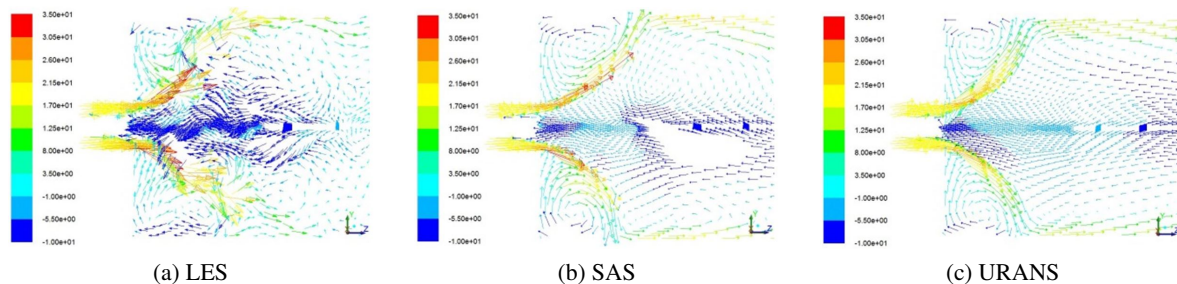 3.50e+01
3.05e+01
2.60e+01
2.15e+01
1.70e+01
1.25e+01
8.00e+00
3.50e+00
-1.00e+00
-5.50e+00
-1.00e+01
Y
Z
(a) LES
3.50e+01
3.05e+01
2.60e+01
2.15e+01
1.70e+01
1.25e+01
8.00e+00
3.50e+00
-1.00e+00
-5.50e+00
-1.00e+01
Y
Z
(b) SAS
3.50e+01
3.05e+01
2.60e+01
2.15e+01
1.70e+01
1.25e+01
8.00e+00
3.50e+00
-1.00e+00
-5.50e+00
-1.00e+01
Y
Z
(c) URANS